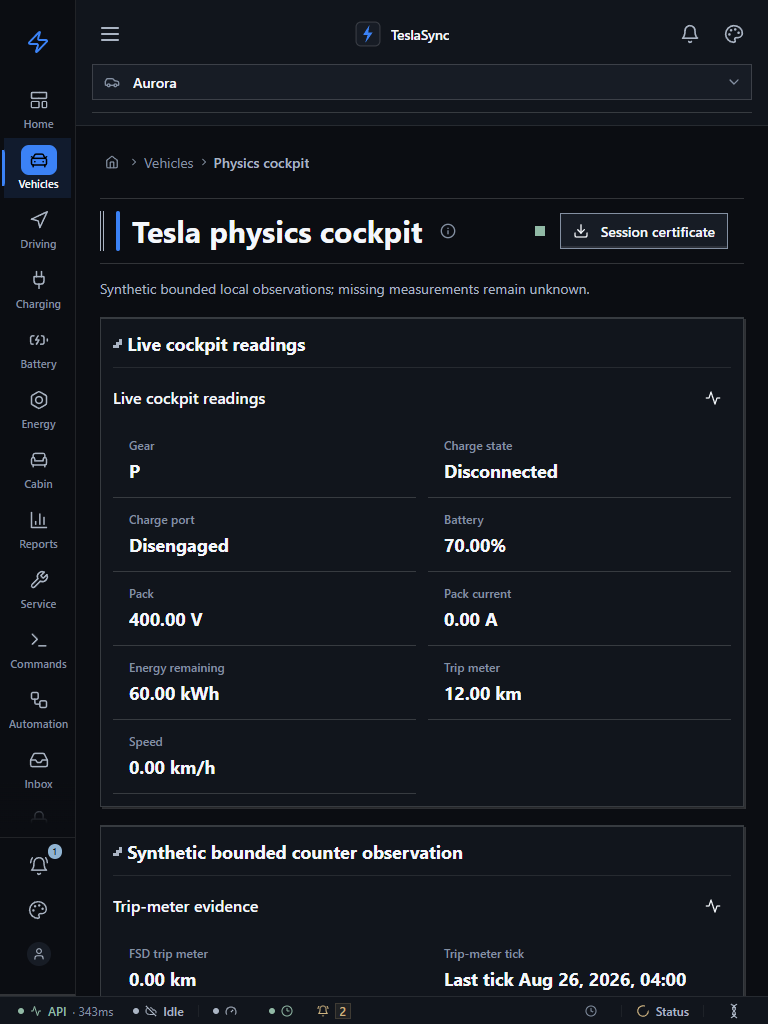 TeslaSync
Aurora
Home
Vehicles
Driving
Charging
Battery
Energy
Cabin
Reports
Service
Commands
Automation
Inbox
1
Vehicles
Physics cockpit
Tesla physics cockpit
Session certificate
Synthetic bounded local observations; missing measurements remain unknown.
Live cockpit readings
Live cockpit readings
Gear
P
Charge state
Disconnected
Charge port
Disengaged
Battery
70.00%
Pack
400.00 V
Pack current
0.00 A
Energy remaining
60.00 kWh
Trip meter
12.00 km
Speed
0.00 km/h
Synthetic bounded counter observation
Trip-meter evidence
FSD trip meter
0.00 km
Trip-meter tick
Last tick Aug 26, 2026, 04:00
API · 343ms
Idle
2
Status